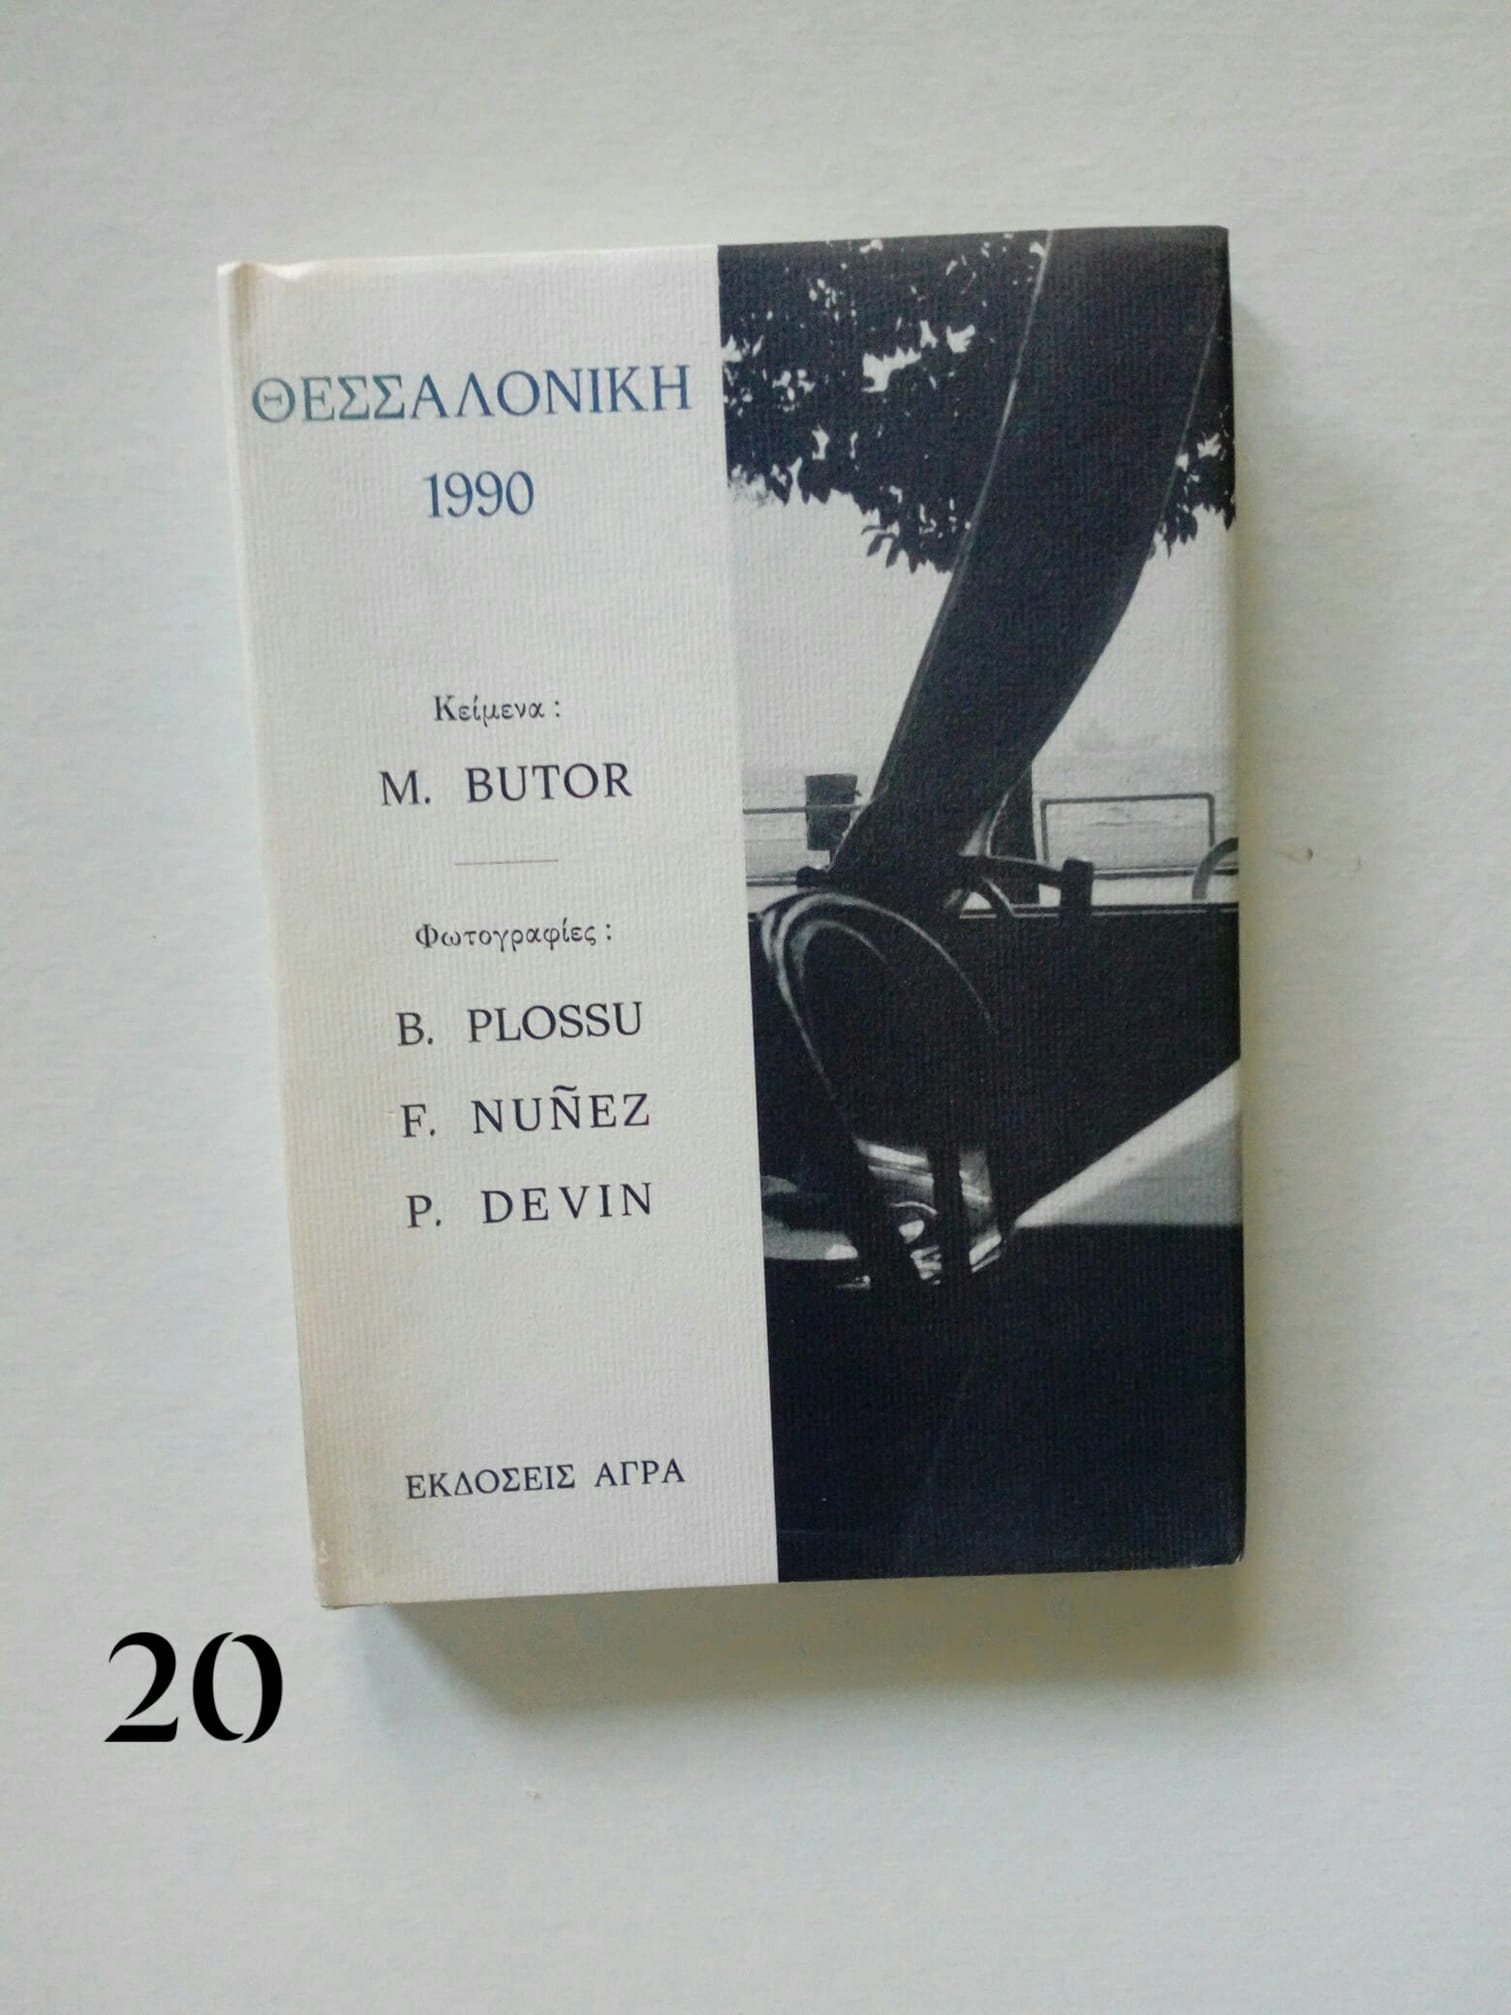 ΘΕΣΣΑΛΟΝΙΚΗ
1990
Κείμενα :
M. BUTOR
Φωτογραφίες :
B. PLOSSU
F. NUÑEZ
P. DEVIN
ΕΚΔΟΣΕΙΣ ΑΓΡΑ
20